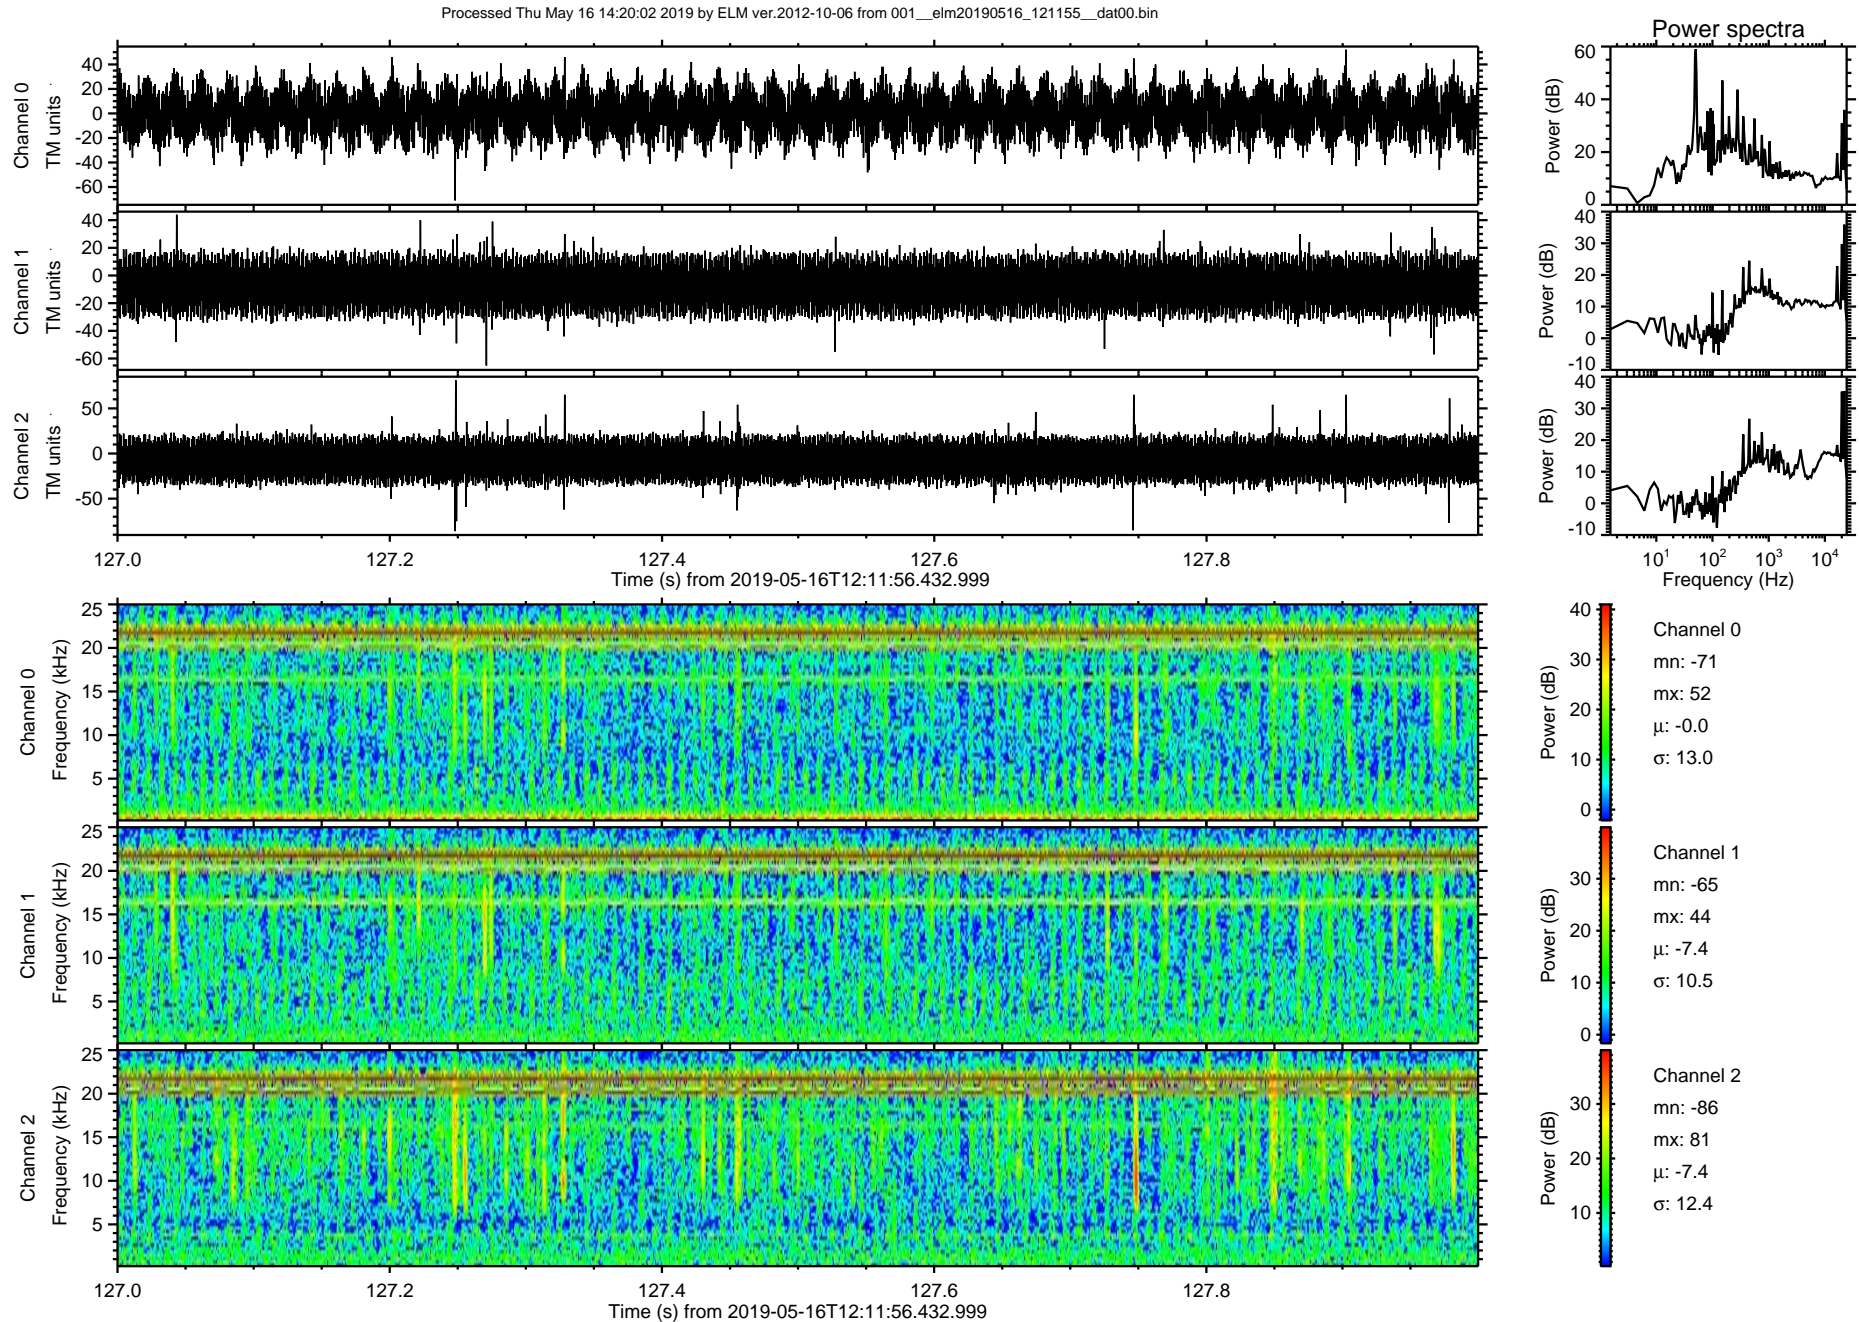 Processed Thu May 16 14:20:02 2019 by ELM ver.2012-10-06 from 001__elm20190516_121155__dat00.bin
Power spectra
Channel 0
TM units
40
20
0
-20
-40
-60
Power (dB)
60
40
20
0
Channel 1
TM units
40
20
0
-20
-40
-60
Power (dB)
40
30
20
10
0
-10
Channel 2
TM units
50
0
-50
Power (dB)
40
30
20
10
0
-10
127.0 127.2 127.4 127.6 127.8
Time (s) from 2019-05-16T12:11:56.432.999
10¹ 10² 10³ 10⁴
Frequency (Hz)
Channel 0
Frequency (kHz)
25
20
15
10
5
Power (dB)
40
30
20
10
0
Channel 0
mn: -71
mx: 52
μ: -0.0
σ: 13.0
Channel 1
Frequency (kHz)
25
20
15
10
5
Power (dB)
30
20
10
0
Channel 1
mn: -65
mx: 44
μ: -7.4
σ: 10.5
Channel 2
Frequency (kHz)
25
20
15
10
5
Power (dB)
30
20
10
Channel 2
mn: -86
mx: 81
μ: -7.4
σ: 12.4
127.0 127.2 127.4 127.6 127.8
Time (s) from 2019-05-16T12:11:56.432.999